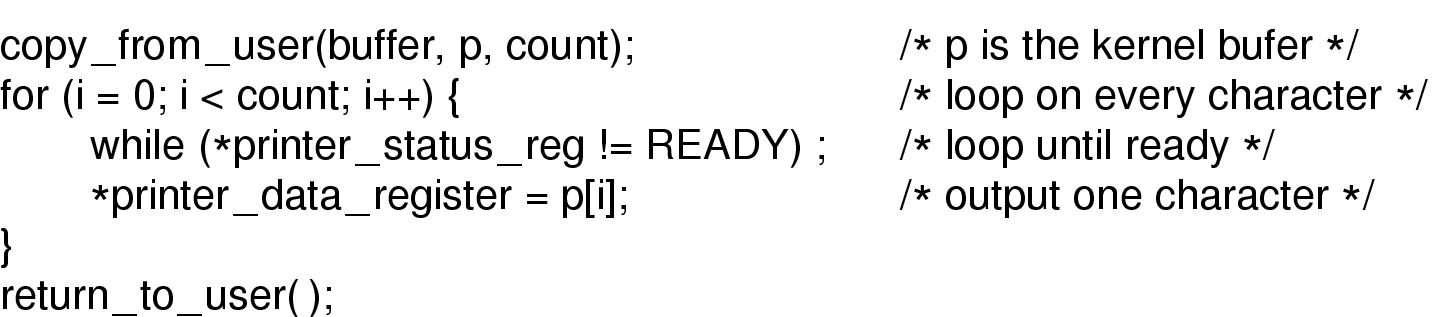 copy_from_user(buffer, p, count); /* p is the kernel bufer */
for (i = 0; i < count; i++) { /* loop on every character */
while (*printer_status_reg != READY) ; /* loop until ready */
*printer_data_register = p[i]; /* output one character */
}
return_to_user( );